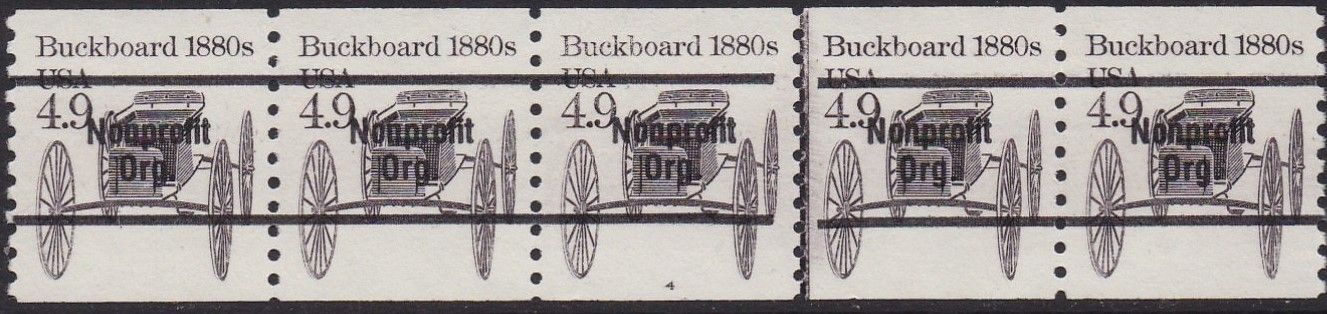 Buckboard 1880s Buckboard 1880s Buckboard 1880s Buckboard 1880s Buckboard 1880s
USA USA USA USA USA
4.9 4.9 4.9 4.9 4.9
Nonprofit Nonprofit Nonprofit Nonprofit Nonprofit
Org. Org. Org. Org Org
4